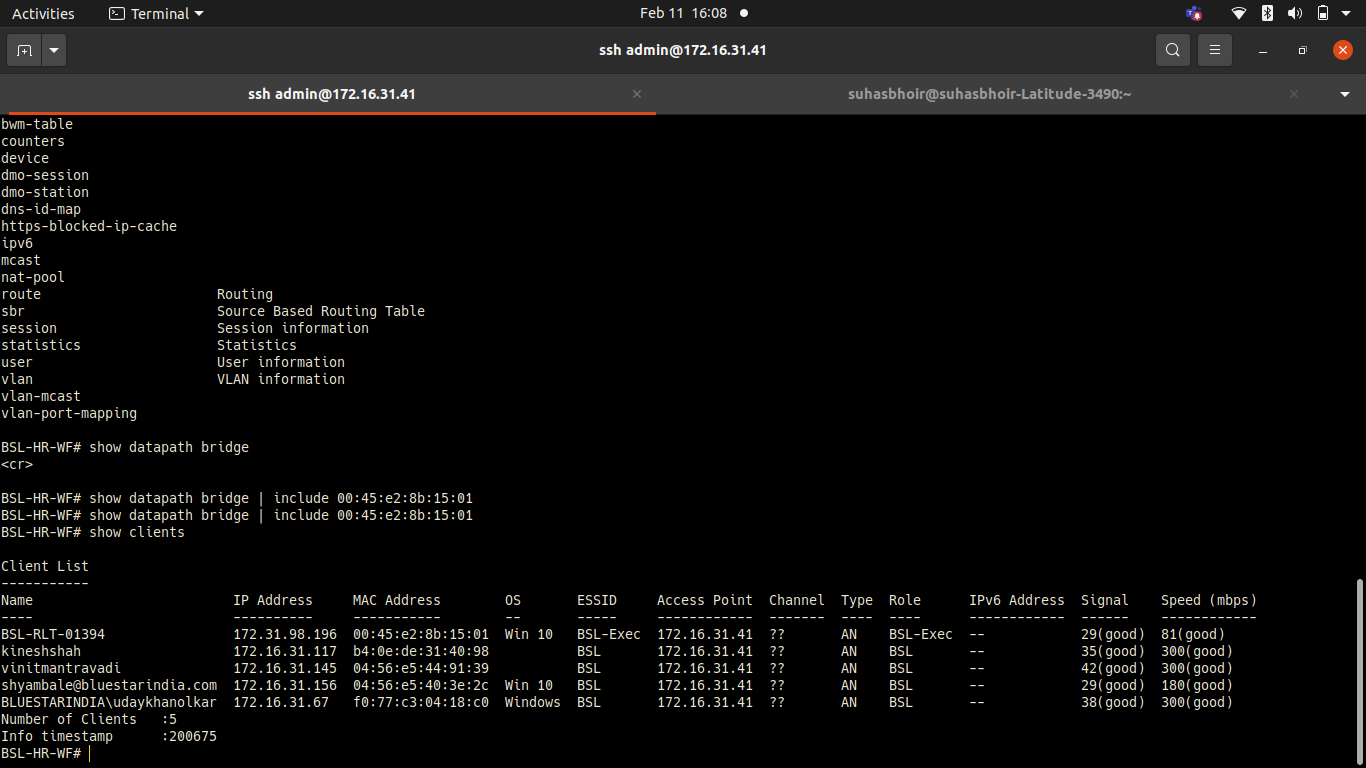 Activities Terminal Feb 11 16:08
ssh admin@172.16.31.41
ssh admin@172.16.31.41 suhasbhoir@suhasbhoir-Latitude-3490:~
bwm-table
counters
device
dmo-session
dmo-station
dns-id-map
https-blocked-ip-cache
ipv6
mcast
nat-pool
route Routing
sbr Source Based Routing Table
session Session information
statistics Statistics
user User information
vlan VLAN information
vlan-mcast
vlan-port-mapping
BSL-HR-WF# show datapath bridge
<cr>
BSL-HR-WF# show datapath bridge | include 00:45:e2:8b:15:01
BSL-HR-WF# show datapath bridge | include 00:45:e2:8b:15:01
BSL-HR-WF# show clients
Client List
-----------
Name IP Address MAC Address OS ESSID Access Point Channel Type Role IPv6 Address Signal Speed (mbps)
---- ---------- ----------- -- ----- ------------ ------- ---- ---- ------------ ------ ------------
BSL-RLT-01394 172.31.98.196 00:45:e2:8b:15:01 Win 10 BSL-Exec 172.16.31.41 ?? AN BSL-Exec -- 29(good) 81(good)
kineshshah 172.16.31.117 b4:0e:de:31:40:98 BSL 172.16.31.41 ?? AN BSL -- 35(good) 300(good)
vinitmantravadi 172.16.31.145 04:56:e5:44:91:39 BSL 172.16.31.41 ?? AN BSL -- 42(good) 300(good)
shyambale@bluestarindia.com 172.16.31.156 04:56:e5:40:3e:2c Win 10 BSL 172.16.31.41 ?? AN BSL -- 29(good) 180(good)
BLUESTARINDIA\udaykhanolkar 172.16.31.67 f0:77:c3:04:18:c0 Windows BSL 172.16.31.41 ?? AN BSL -- 38(good) 300(good)
Number of Clients :5
Info timestamp :200675
BSL-HR-WF#